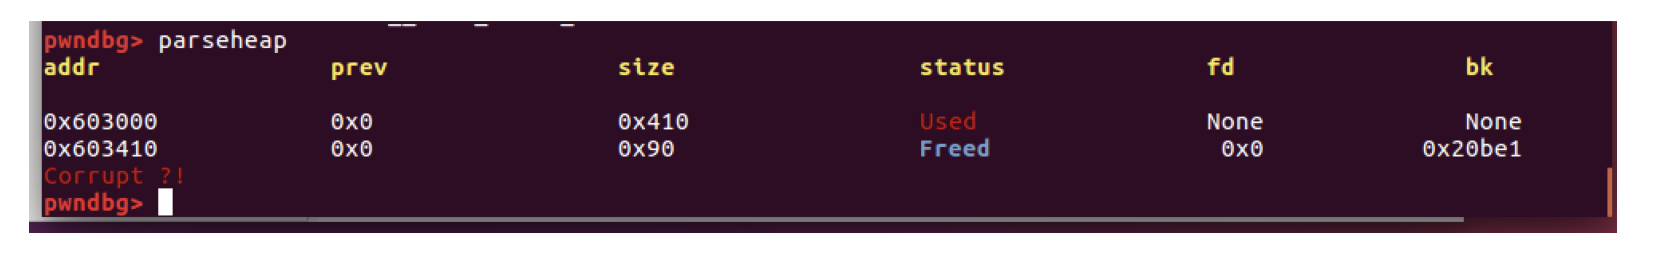 pwndbg> parseheap
addr prev size status fd bk
0x603000 0x0 0x410 Used None None
0x603410 0x0 0x90 Freed 0x0 0x20be1
Corrupt ?!
pwndbg>